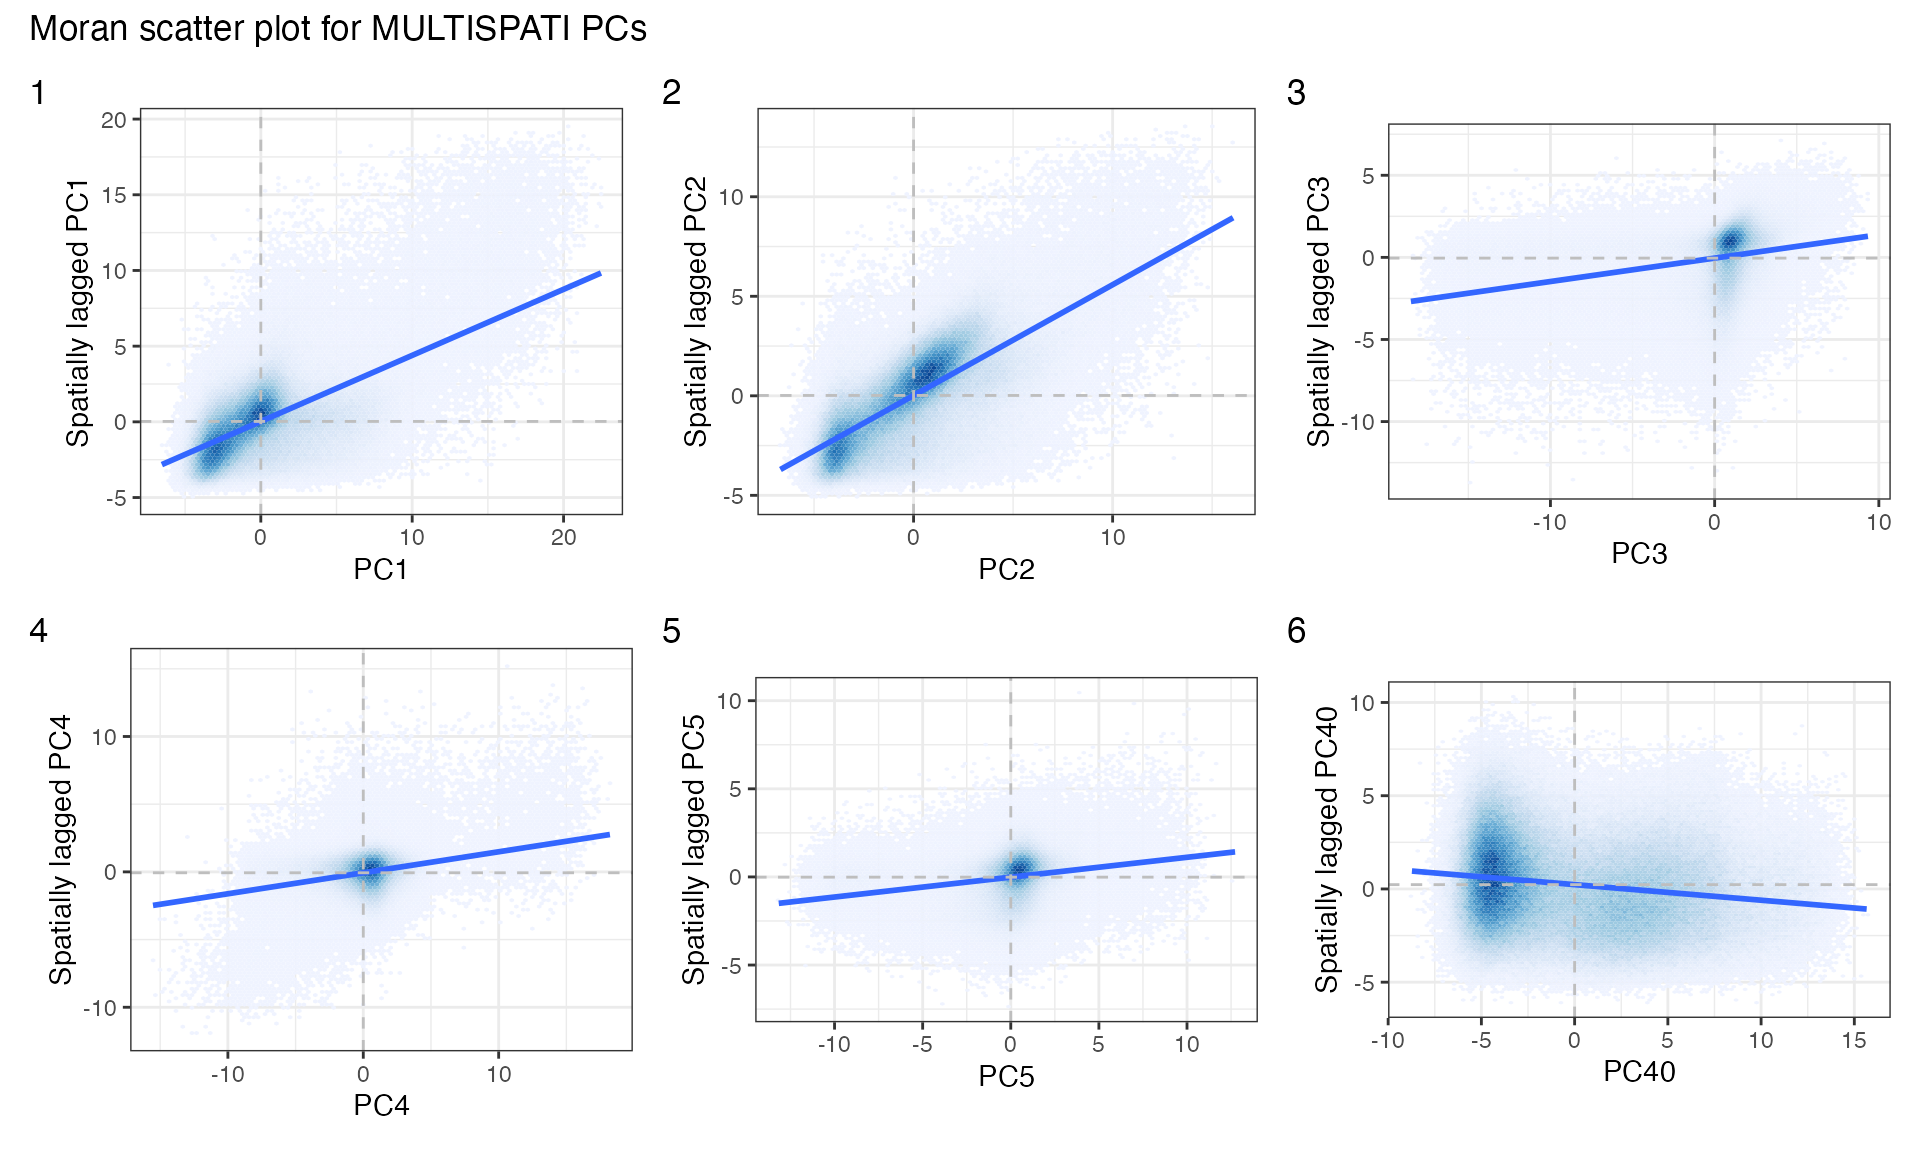 Moran scatter plot for MULTISPATI PCs
1
Spatially lagged PC1
20
15
10
5
0
-5
0 10 20
PC1
2
Spatially lagged PC2
10
5
0
-5
0 10
PC2
3
Spatially lagged PC3
5
0
-5
-10
-10 0 10
PC3
4
Spatially lagged PC4
10
0
-10
-10 0 10
PC4
5
Spatially lagged PC5
10
5
0
-5
-10 -5 0 5 10
PC5
6
Spatially lagged PC40
10
5
0
-5
-10 -5 0 5 10 15
PC40